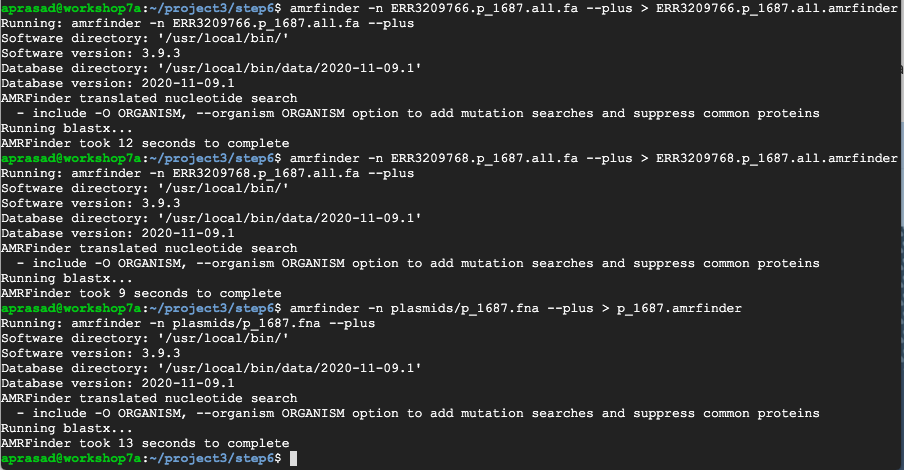 aprasad@workshop7a:~/project3/step6$ amrfinder -n ERR3209766.p_1687.all.fa --plus > ERR3209766.p_1687.all.amrfinder
Running: amrfinder -n ERR3209766.p_1687.all.fa --plus
Software directory: '/usr/local/bin/'
Software version: 3.9.3
Database directory: '/usr/local/bin/data/2020-11-09.1'
Database version: 2020-11-09.1
AMRFinder translated nucleotide search
  - include -O ORGANISM, --organism ORGANISM option to add mutation searches and suppress common proteins
Running blastx...
AMRFinder took 12 seconds to complete
aprasad@workshop7a:~/project3/step6$ amrfinder -n ERR3209768.p_1687.all.fa --plus > ERR3209768.p_1687.all.amrfinder
Running: amrfinder -n ERR3209768.p_1687.all.fa --plus
Software directory: '/usr/local/bin/'
Software version: 3.9.3
Database directory: '/usr/local/bin/data/2020-11-09.1'
Database version: 2020-11-09.1
AMRFinder translated nucleotide search
  - include -O ORGANISM, --organism ORGANISM option to add mutation searches and suppress common proteins
Running blastx...
AMRFinder took 9 seconds to complete
aprasad@workshop7a:~/project3/step6$ amrfinder -n plasmids/p_1687.fna --plus > p_1687.amrfinder
Running: amrfinder -n plasmids/p_1687.fna --plus
Software directory: '/usr/local/bin/'
Software version: 3.9.3
Database directory: '/usr/local/bin/data/2020-11-09.1'
Database version: 2020-11-09.1
AMRFinder translated nucleotide search
  - include -O ORGANISM, --organism ORGANISM option to add mutation searches and suppress common proteins
Running blastx...
AMRFinder took 13 seconds to complete
aprasad@workshop7a:~/project3/step6$